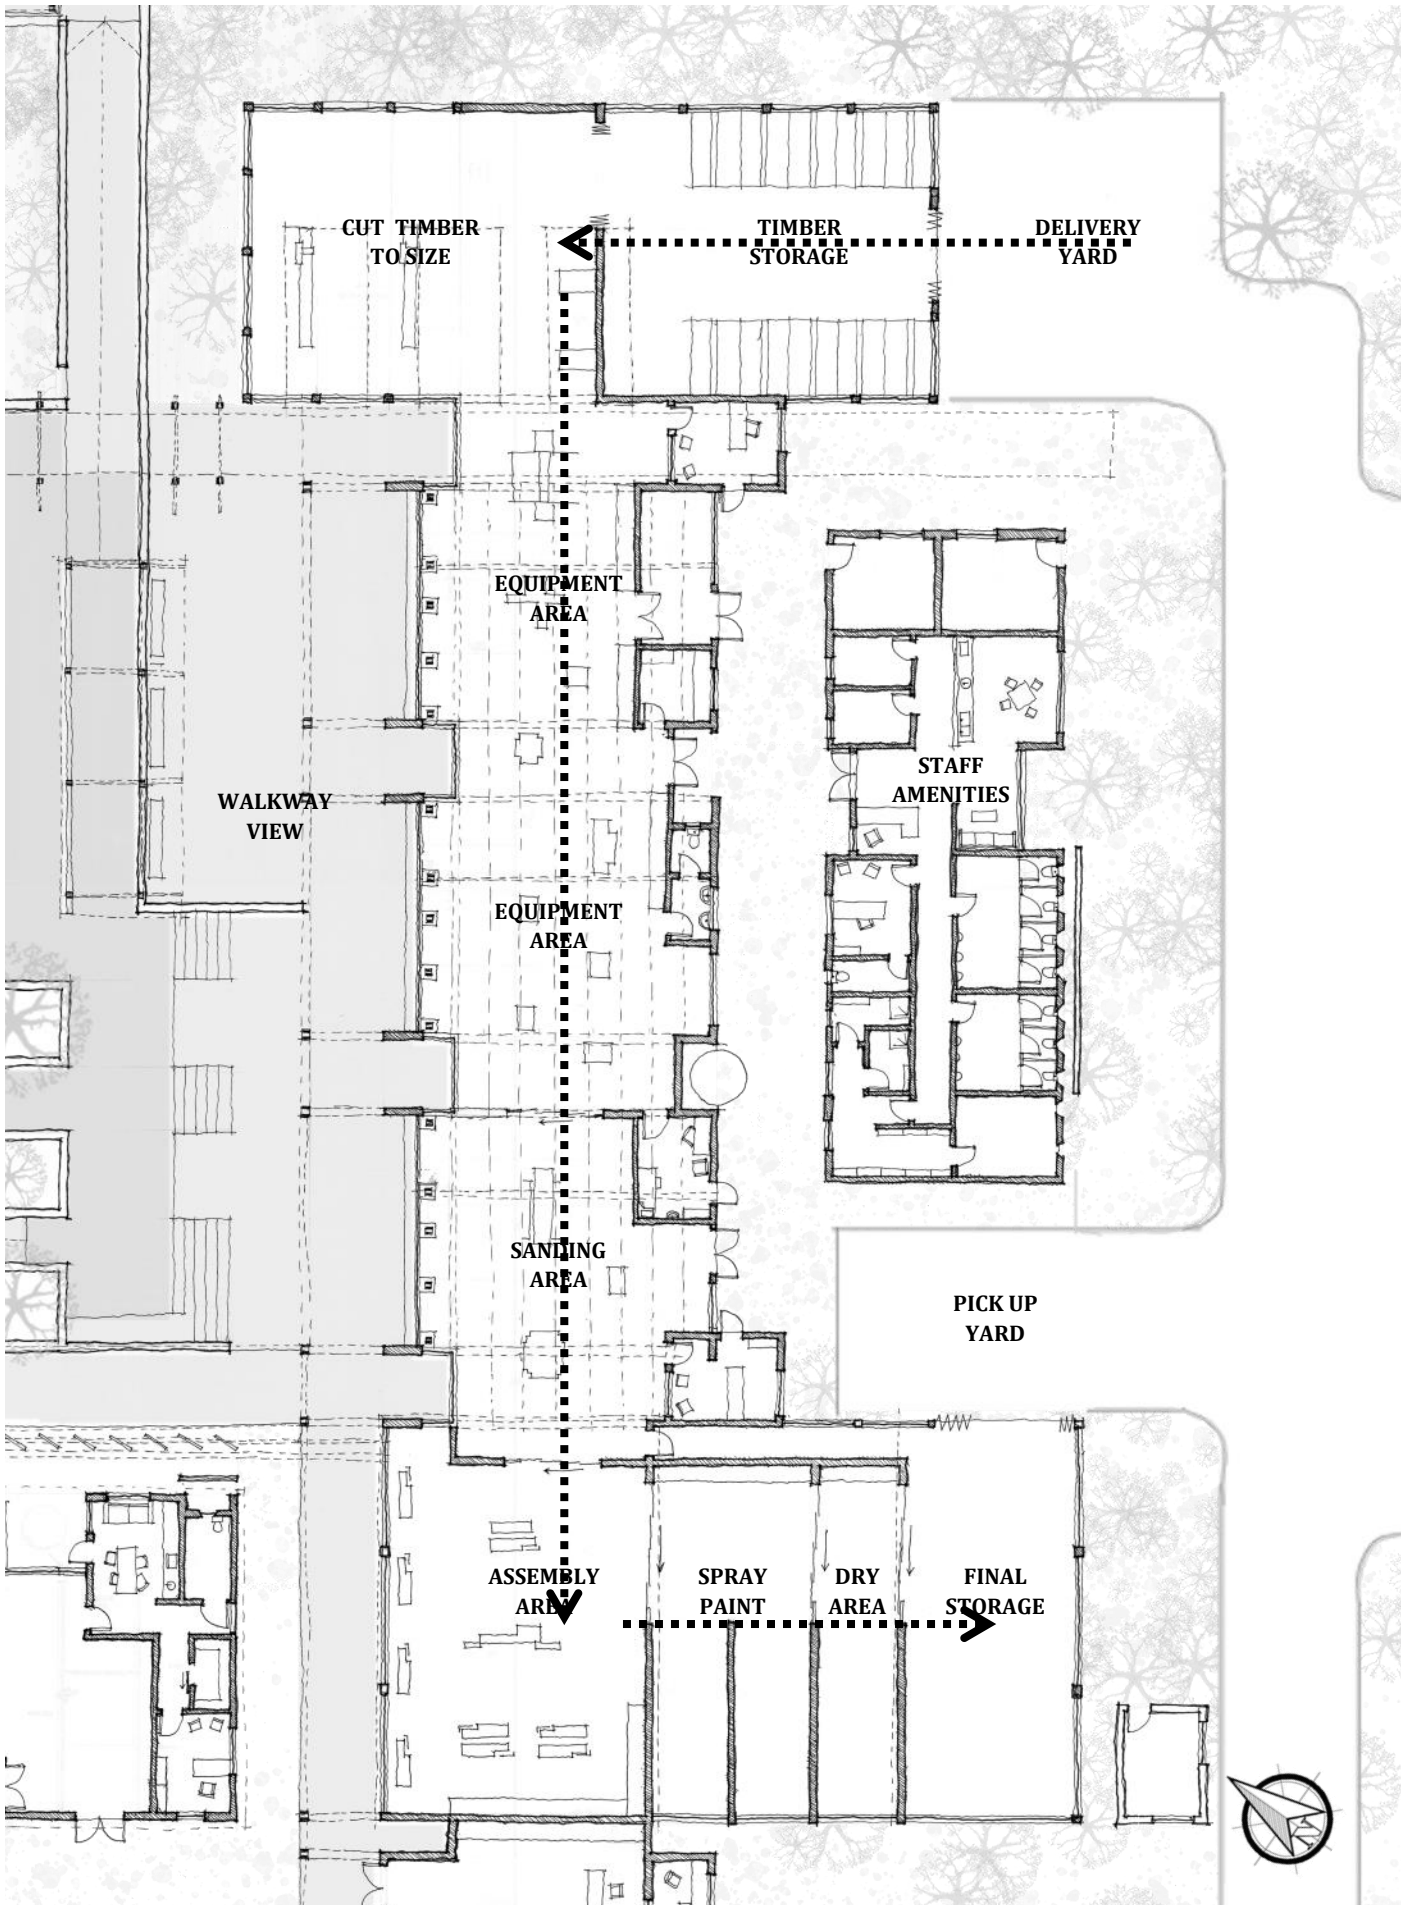 CUT TIMBER
TO SIZE
TIMBER
STORAGE
DELIVERY
YARD
EQUIPMENT
AREA
STAFF
AMENITIES
WALKWAY
VIEW
EQUIPMENT
AREA
SANDING
AREA
PICK UP
YARD
ASSEMBLY
AREA
SPRAY
PAINT
DRY
AREA
FINAL
STORAGE